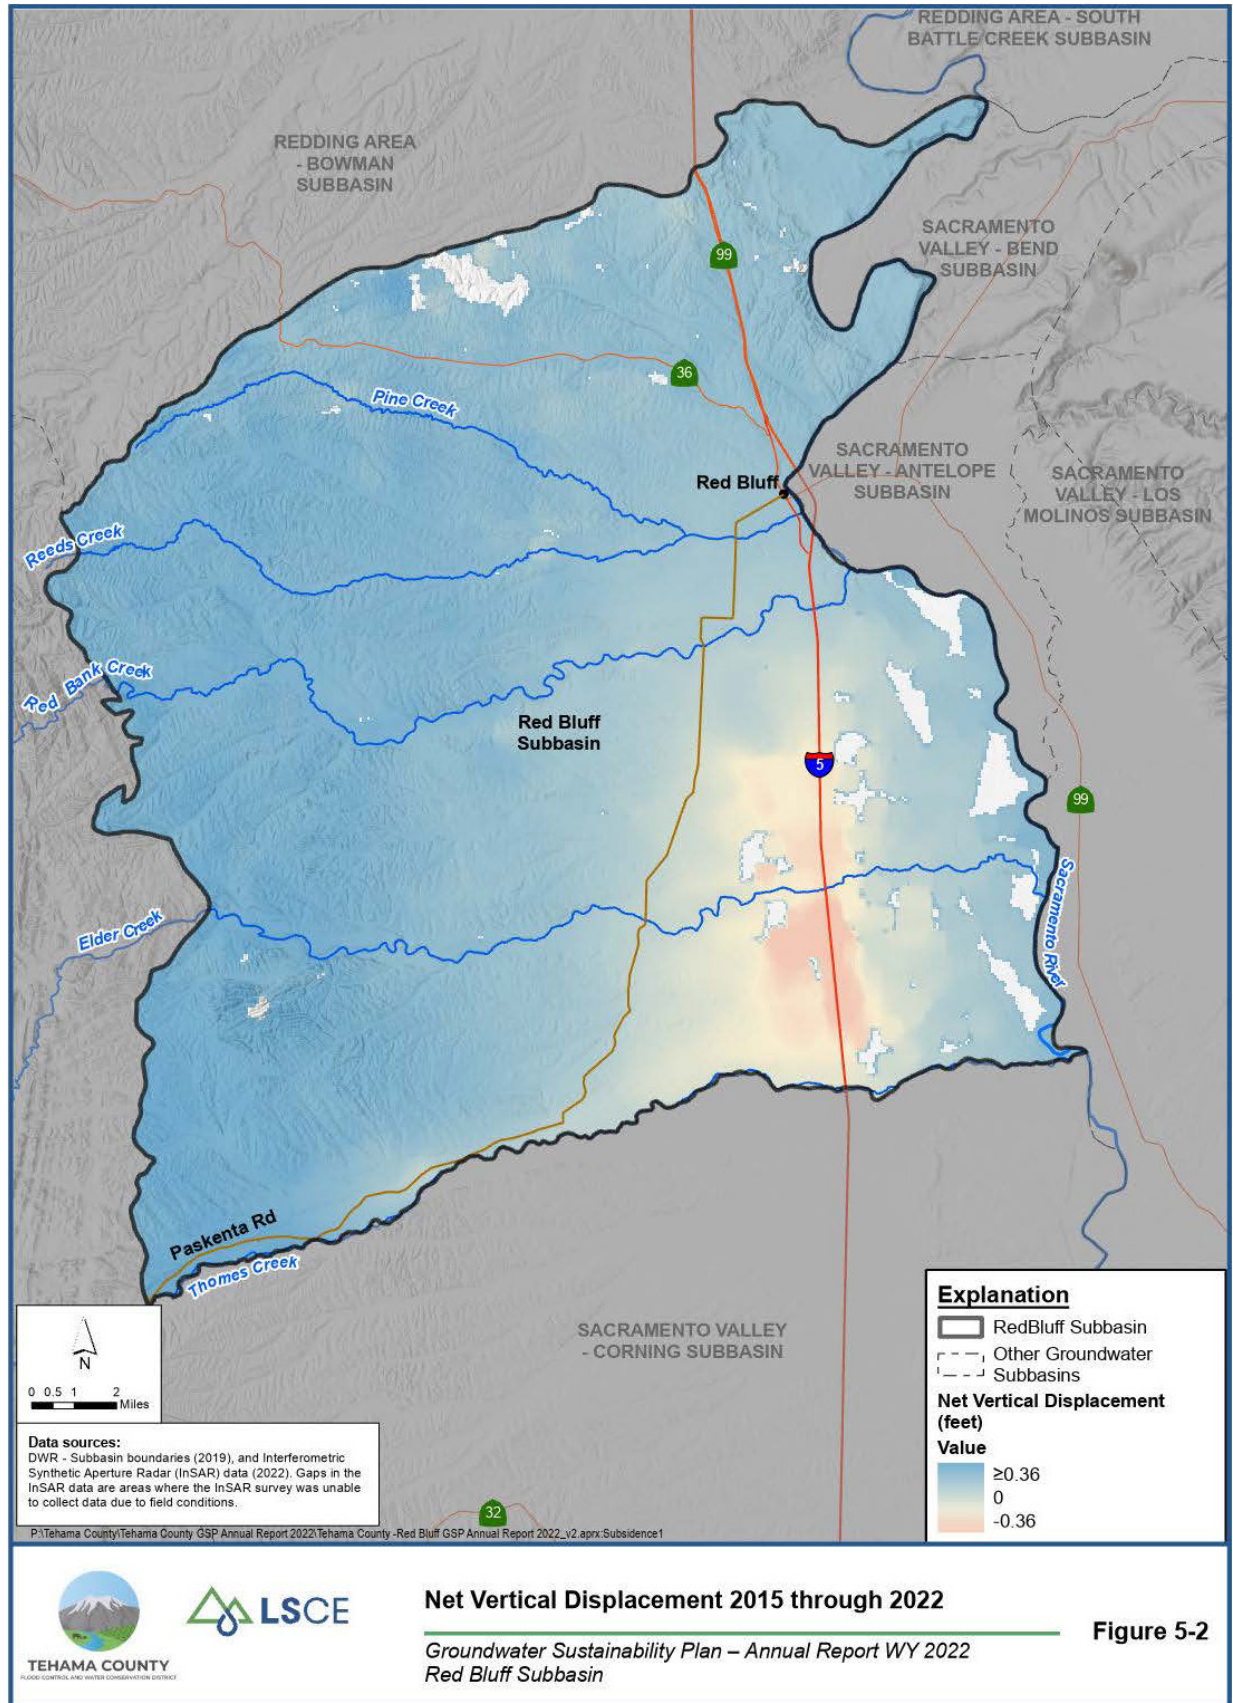 REDDING AREA - SOUTH
BATTLE CREEK SUBBASIN
REDDING AREA
- BOWMAN
SUBBASIN
SACRAMENTO
VALLEY - BEND
SUBBASIN
99
36
Pine Creek
SACRAMENTO
VALLEY - ANTELOPE
SUBBASIN
SACRAMENTO
VALLEY - LOS
MOLINOS SUBBASIN
Red Bluff
Reeds Creek
Red Bank Creek
Red Bluff
Subbasin
5
99
Sacramento River
Elder Creek
Paskenta Rd
Thomes Creek
SACRAMENTO VALLEY
- CORNING SUBBASIN
32
N
0 0.5 1 2
Miles
Data sources:
DWR - Subbasin boundaries (2019), and Interferometric
Synthetic Aperture Radar (InSAR) data (2022). Gaps in the
InSAR data are areas where the InSAR survey was unable
to collect data due to field conditions.
P:\Tehama County\Tehama County GSP Annual Report 2022\Tehama County -Red Bluff GSP Annual Report 2022_v2.aprx:Subsidence1
Explanation
RedBluff Subbasin
Other Groundwater
Subbasins
Net Vertical Displacement
(feet)
Value
≥0.36
0
-0.36
TEHAMA COUNTY
FLOOD CONTROL AND WATER CONSERVATION DISTRICT
LSCE
Net Vertical Displacement 2015 through 2022
Groundwater Sustainability Plan – Annual Report WY 2022
Red Bluff Subbasin
Figure 5-2